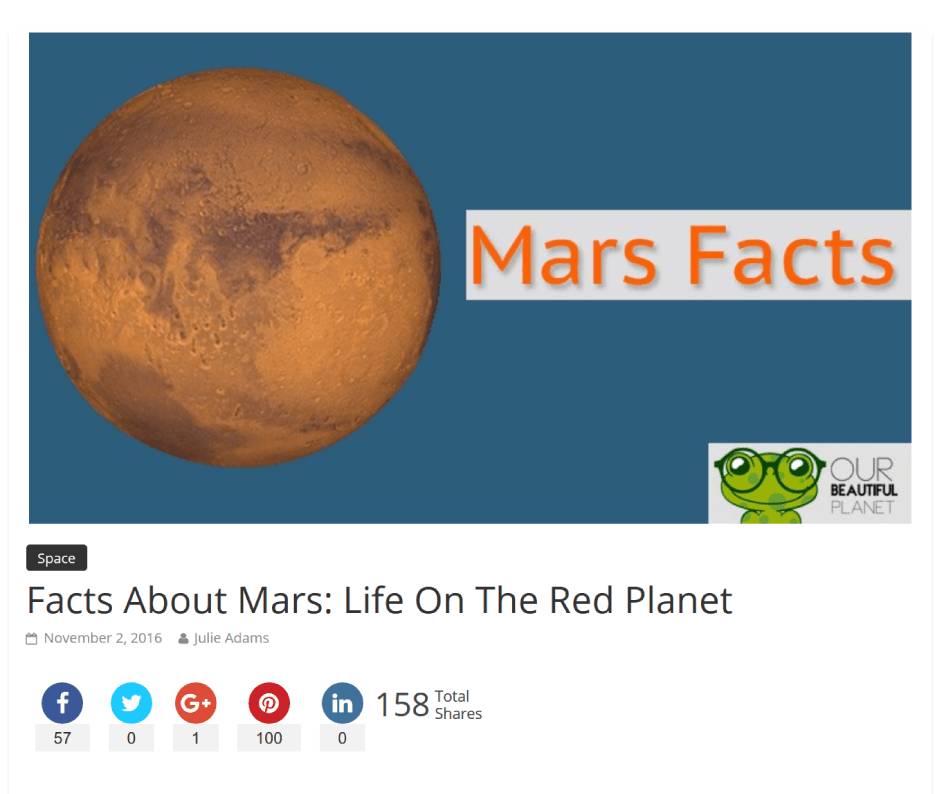 Mars Facts
OUR
BEAUTIFUL
PLANET
Space
Facts About Mars: Life On The Red Planet
November 2, 2016 Julie Adams
f G+ in 158 Total
Shares
57 0 1 100 0